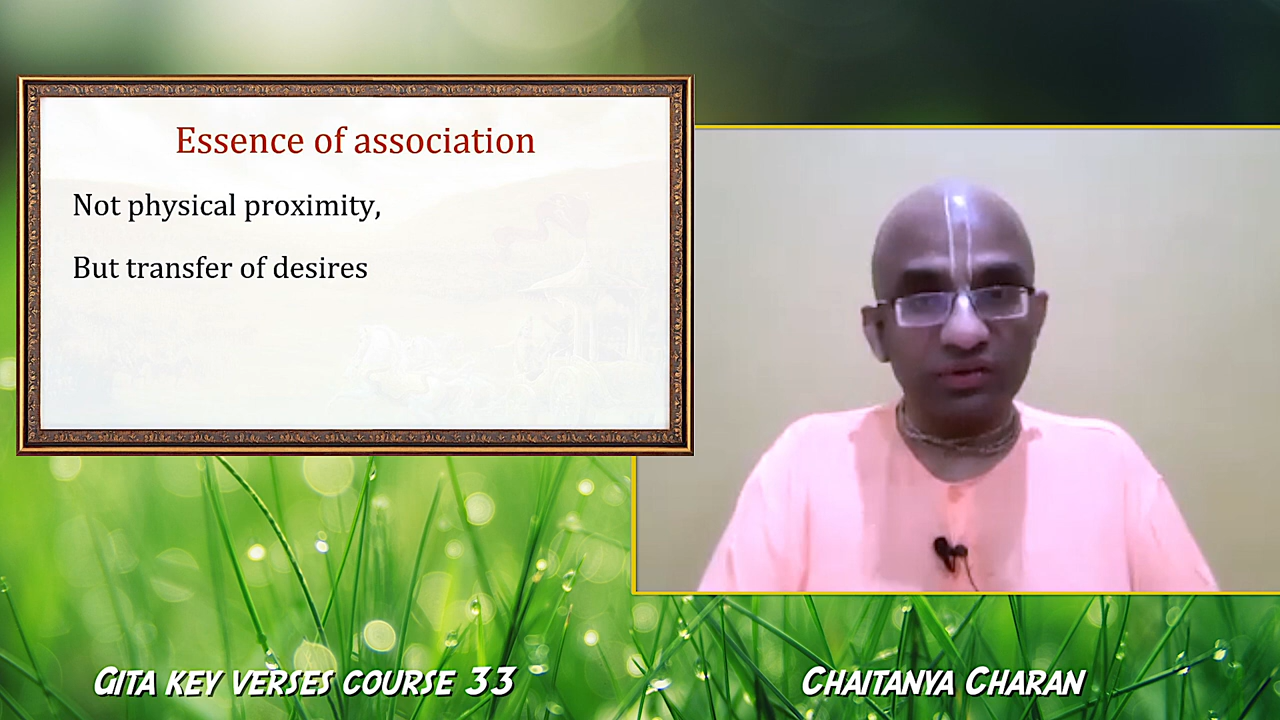 Essence of association
Not physical proximity,
But transfer of desires
GITA KEY VERSES COURSE 33
CHAITANYA CHARAN